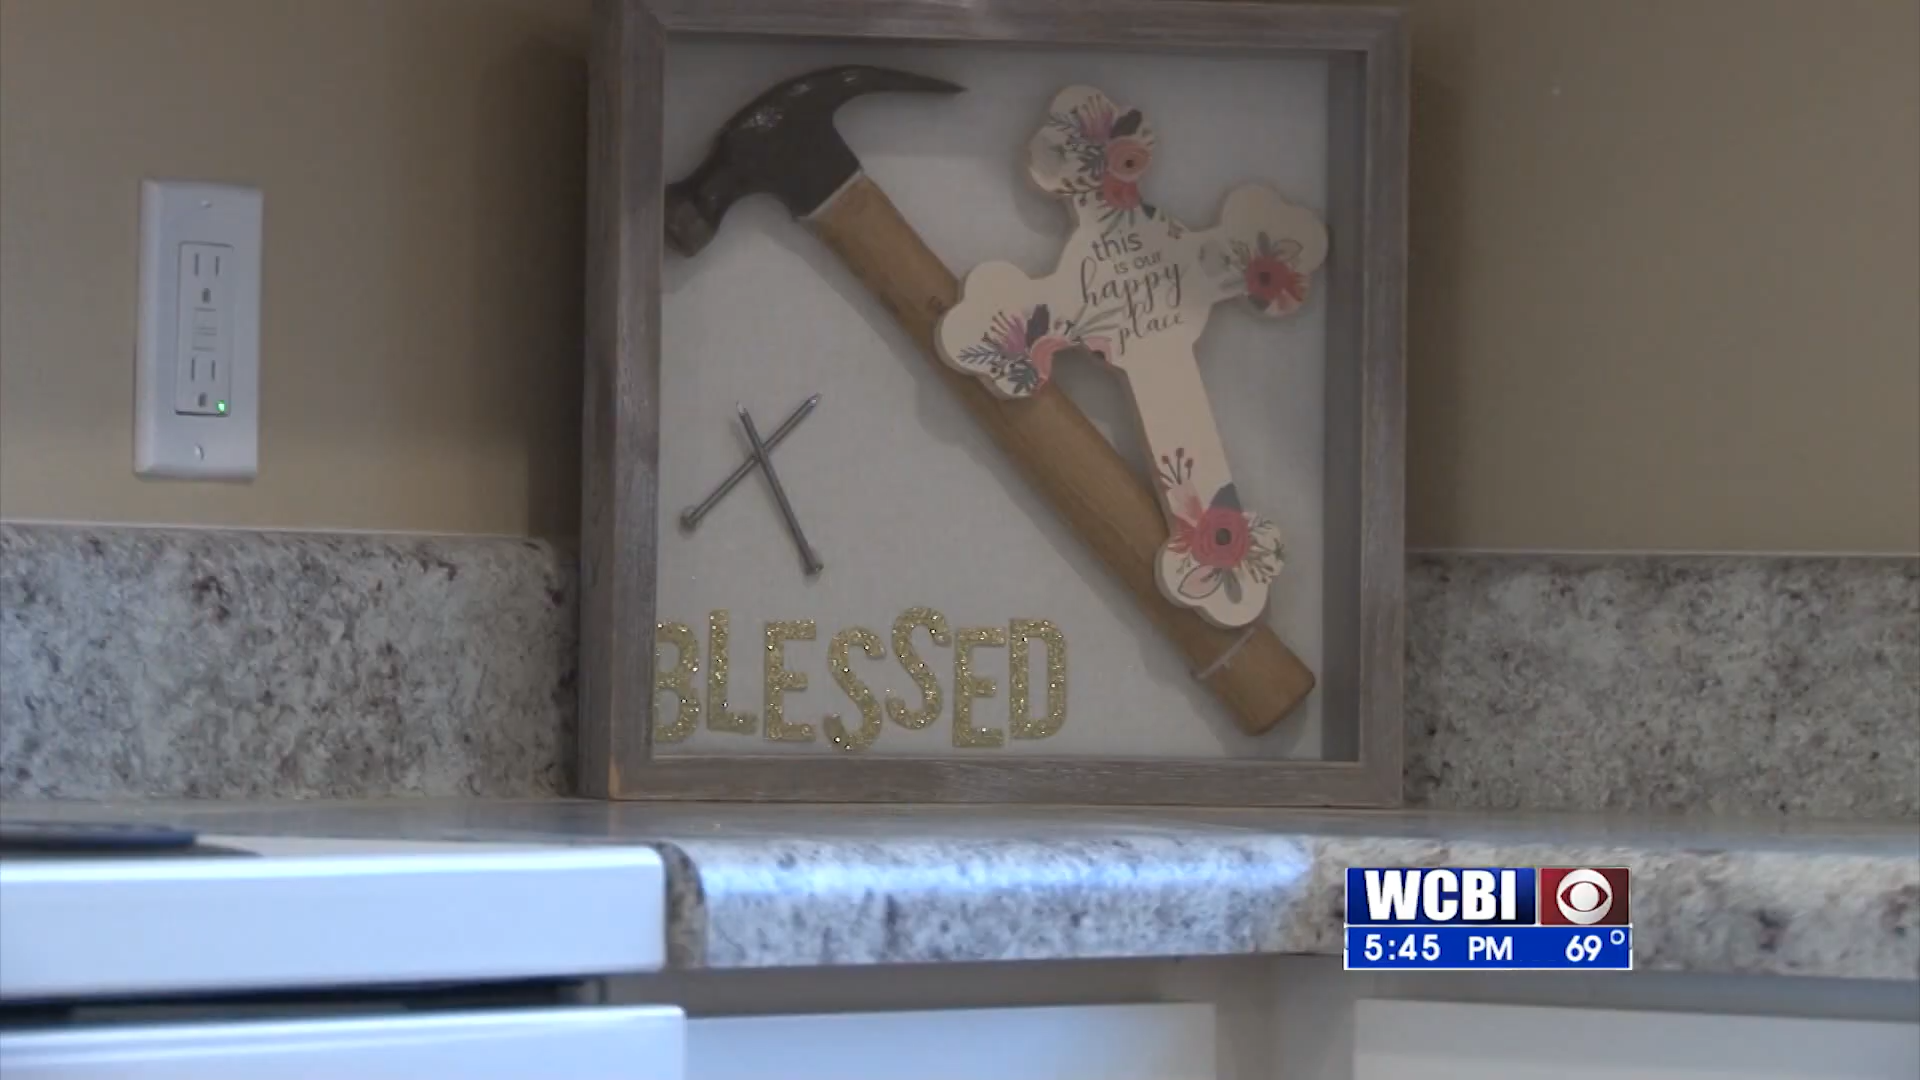 this
is our
happy
place
BLESSED
WCBI
5:45 PM 69°